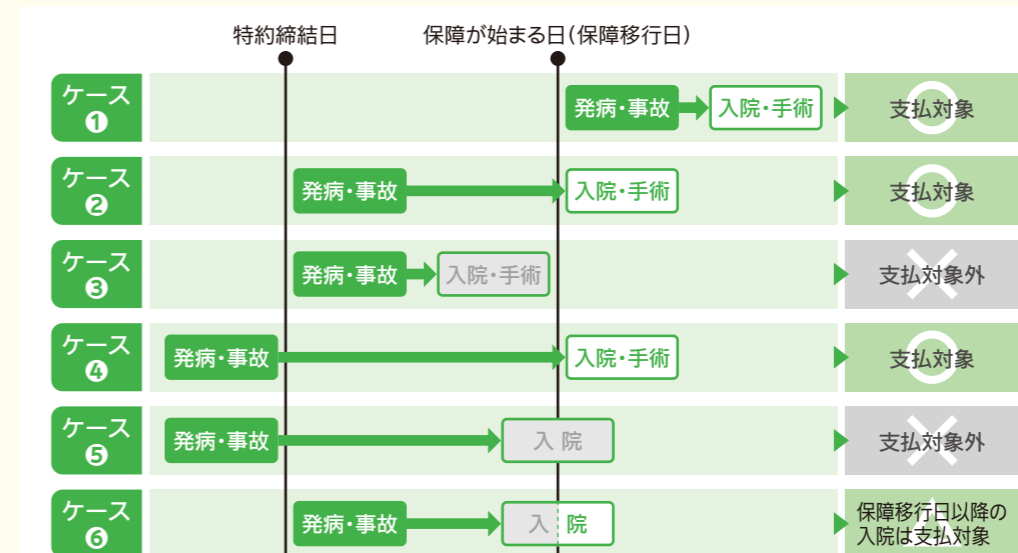 特約締結日
保障が始まる日(保障移行日)
ケース
❶
発病・事故
入院・手術
支払対象
ケース
❷
発病・事故
入院・手術
支払対象
ケース
❸
発病・事故
入院・手術
支払対象外
ケース
❹
発病・事故
入院・手術
支払対象
ケース
❺
発病・事故
入 院
支払対象外
ケース
❻
発病・事故
入 院
保障移行日以降の
入院は支払対象